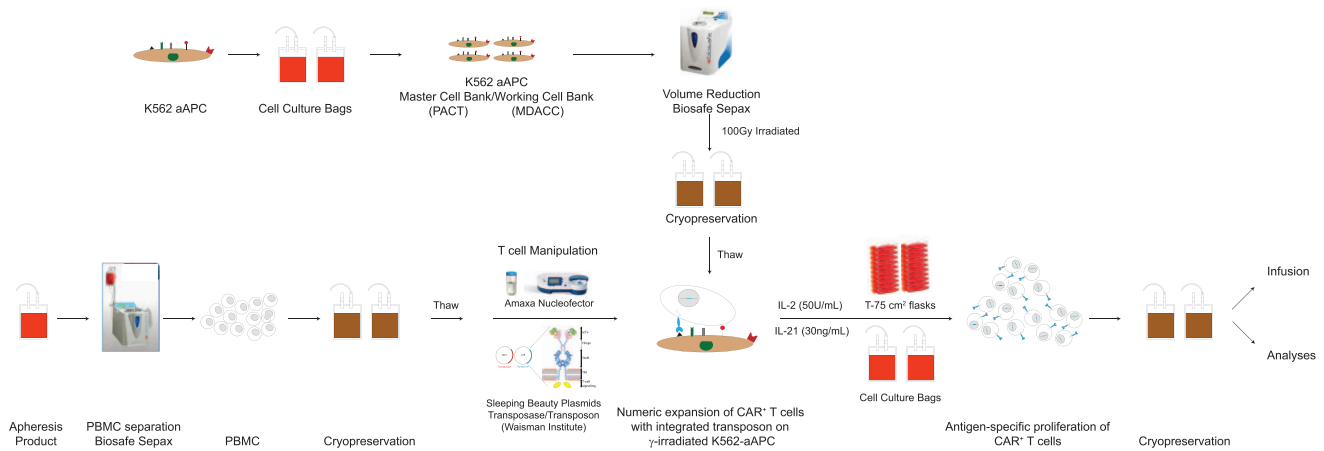 K562 aAPC
Cell Culture Bags
K562 aAPC
Master Cell Bank/Working Cell Bank
(PACT) (MDACC)
Volume Reduction
Biosafe Sepax
100Gy Irradiated
Cryopreservation
Thaw
T cell Manipulation
Amaxa Nucleofector
Thaw
IL-2 (50U/mL)
IL-21 (30ng/mL)
T-75 cm² flasks
Cell Culture Bags
Infusion
Analyses
Apheresis
Product
PBMC separation
Biosafe Sepax
PBMC
Cryopreservation
Sleeping Beauty Plasmids
Transposase/Transposon
(Waisman Institute)
Numeric expansion of CAR⁺ T cells
with integrated transposon on
γ-irradiated K562-aAPC
Antigen-specific proliferation of
CAR⁺ T cells
Cryopreservation